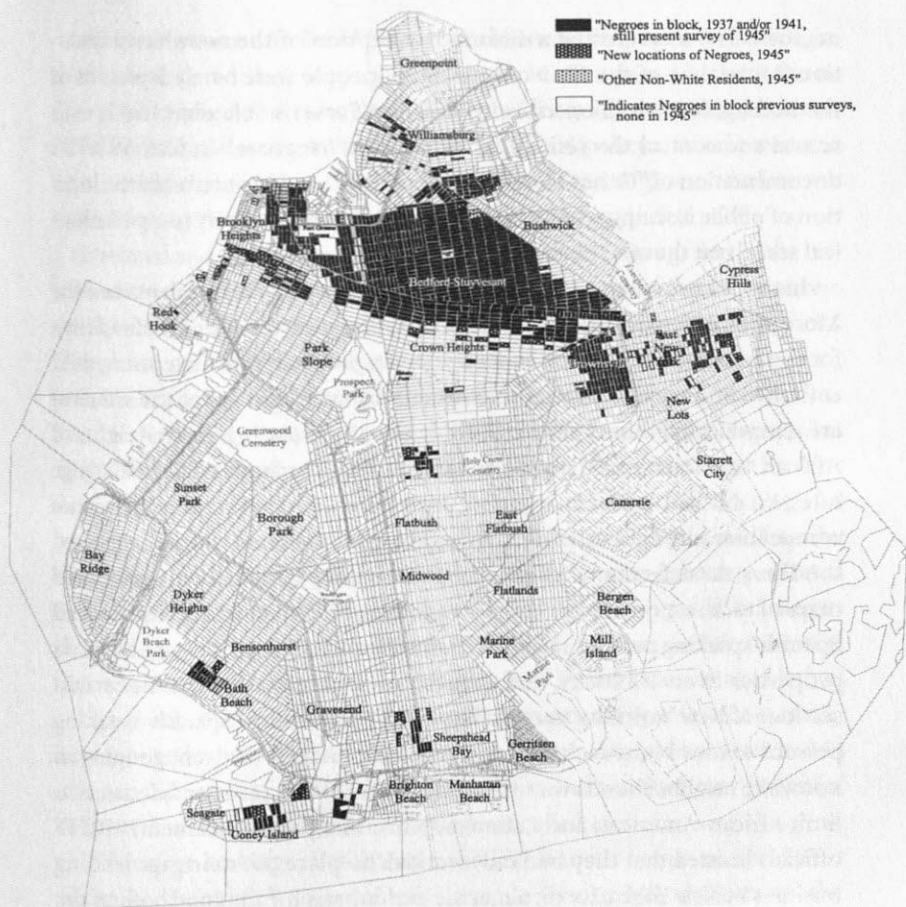 "Negroes in block, 1937 and/or 1941,
still present survey of 1945"
"New locations of Negroes, 1945"
"Other Non-White Residents, 1945"
"Indicates Negroes in block previous surveys,
none in 1945"
Greenpoint
Williamsburg
Brooklyn
Heights
Bushwick
Bedford-Stuyvesant
Cypress
Hills
Red
Hook
Park
Slope
Crown Heights
East
New
Prospect
Park
New
Lots
Greenwood
Cemetery
Holy Cross
Cemetery
Starrett
City
Sunset
Park
Borough
Park
Flatbush
East
Flatbush
Canarsie
Bay
Ridge
Midwood
Dyker
Heights
Flatlands
Bergen
Beach
Dyker
Beach
Park
Bensonhurst
Marine
Park
Mill
Island
Marine
Park
Bath
Beach
Gravesend
Sheepshead
Bay
Gerritsen
Beach
Brighton
Beach
Manhattan
Beach
Seagate
Coney Island